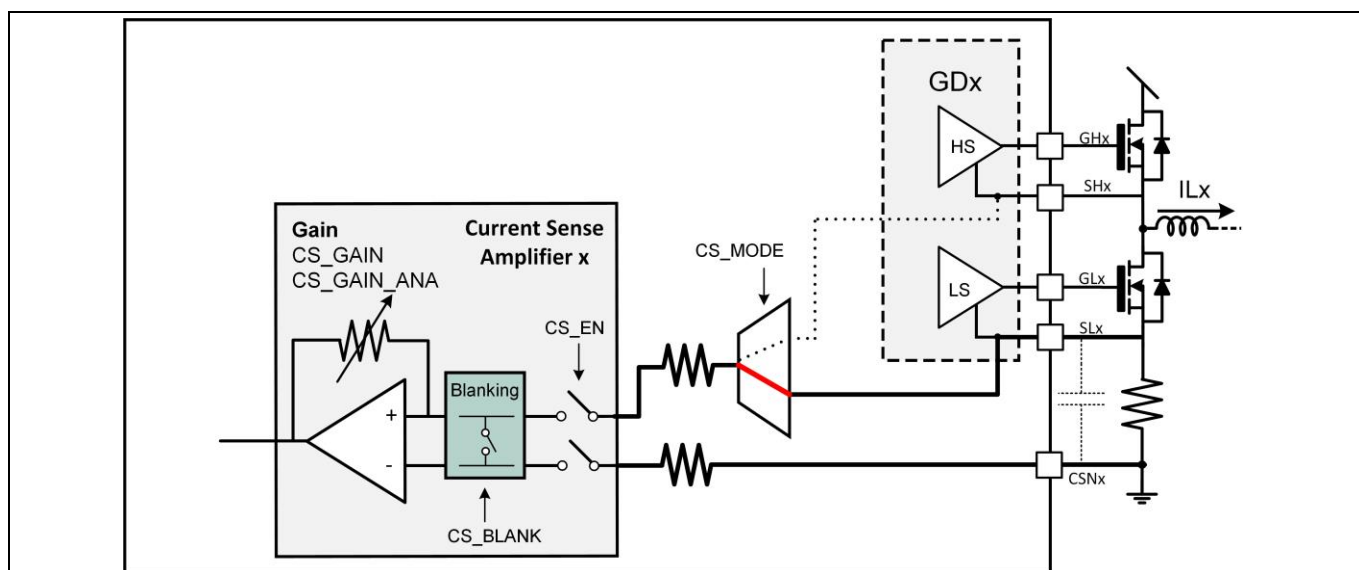 GDx
HS
GHx
SHx
ILx
Gain
CS_GAIN
CS_GAIN_ANA
Current Sense
Amplifier x
CS_MODE
LS
GLx
SLx
CS_EN
Blanking
+
-
CSNx
CS_BLANK